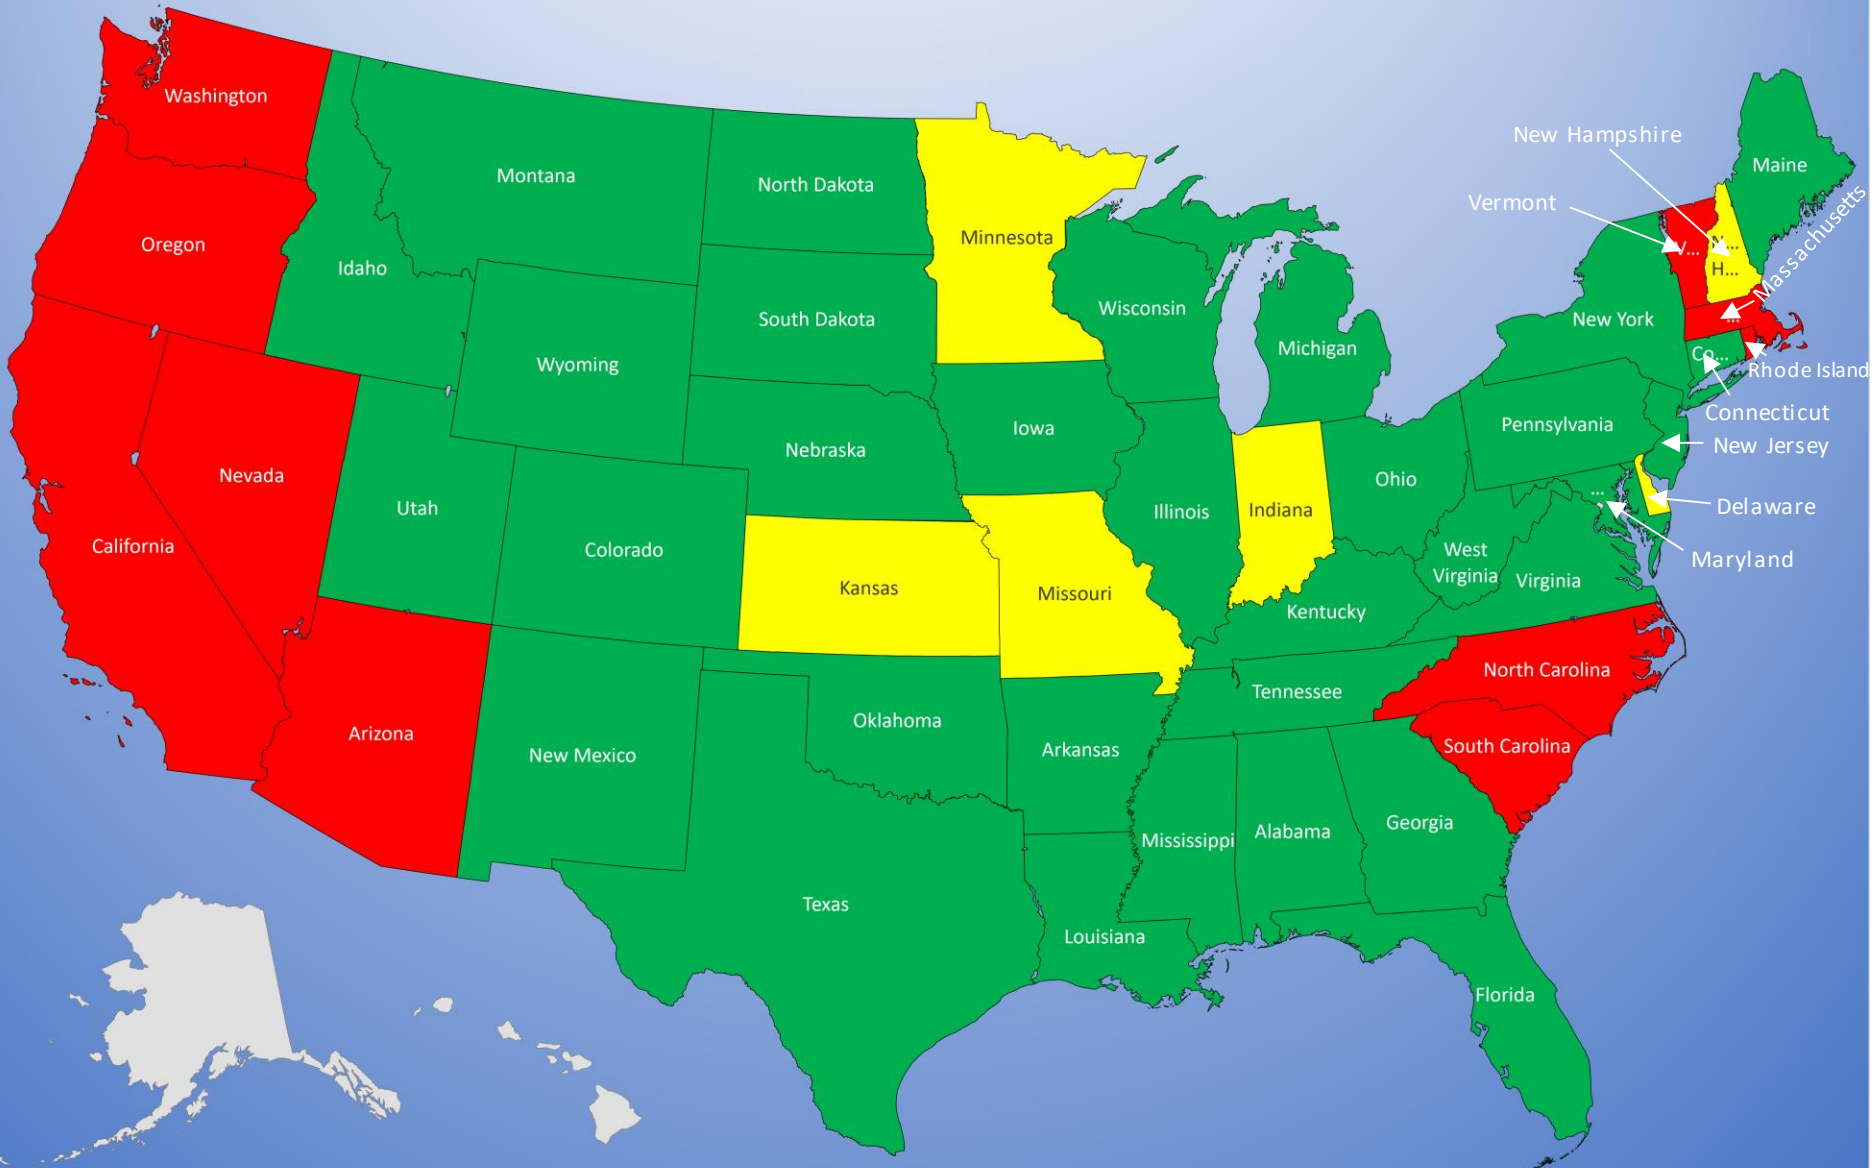 Washington
Montana
North Dakota
Minnesota
New Hampshire
Maine
Vermont
Massachusetts
Oregon
Idaho
V...
N...
H...
Wisconsin
South Dakota
New York
...
Michigan
Wyoming
Co...
Rhode Island
Connecticut
Iowa
Pennsylvania
New Jersey
Nebraska
Nevada
Ohio
Utah
Illinois
Indiana
...
Delaware
California
Colorado
West
Virginia
Virginia
Maryland
Kansas
Missouri
Kentucky
North Carolina
Tennessee
Arizona
New Mexico
Oklahoma
Arkansas
South Carolina
Mississippi
Alabama
Georgia
Texas
Louisiana
Florida